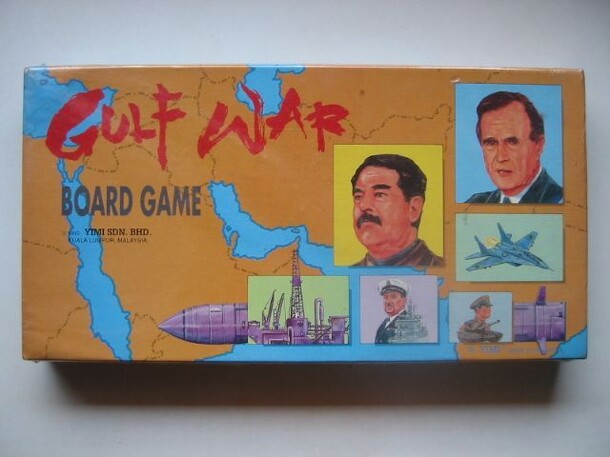 GULF WAR
BOARD GAME
YIMI SDN. BHD.
KUALA LUMPUR, MALAYSIA.